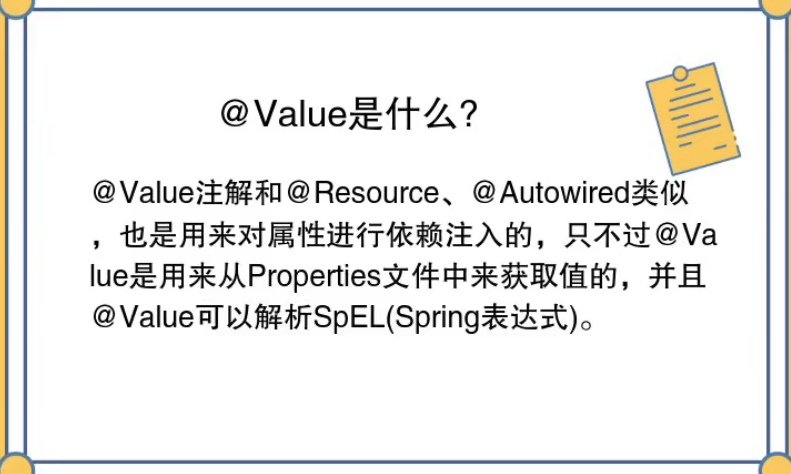 @Value是什么?
@Value注解和@Resource、@Autowired类似
，也是用来对属性进行依赖注入的，只不过@Va
lue是用来从Properties文件中来获取值的，并且
@Value可以解析SpEL(Spring表达式)。